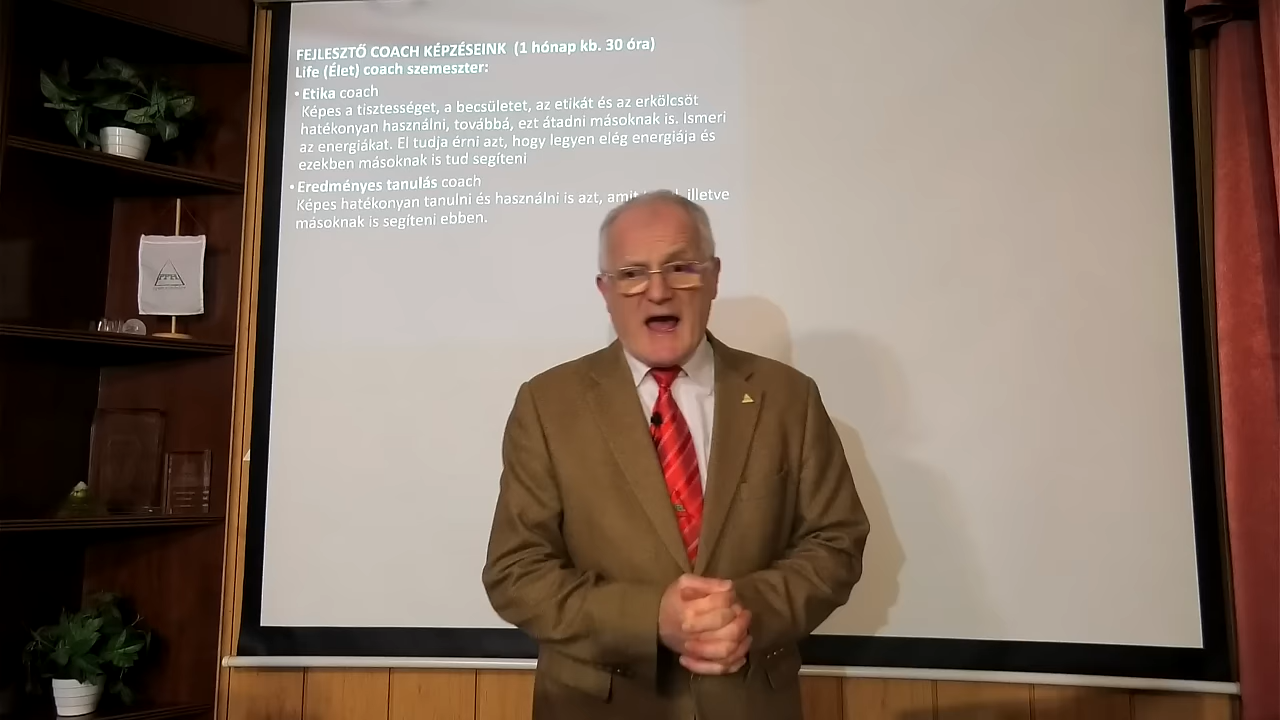 FEJLESZTŐ COACH KÉPZÉSEINK (1 hónap kb. 30 óra)
Life (Élet) coach szemeszter:
• Etika coach
Képes a tisztességet, a becsületet, az etikát és az erkölcsöt
hatékonyan használni, továbbá, ezt átadni másoknak is. Ismeri
az energiákat. El tudja érni azt, hogy legyen elég energiája és
ezekben másoknak is tud segíteni
• Eredményes tanulás coach
Képes hatékonyan tanulni és használni is azt, amit illetve
másoknak is segíteni ebben.